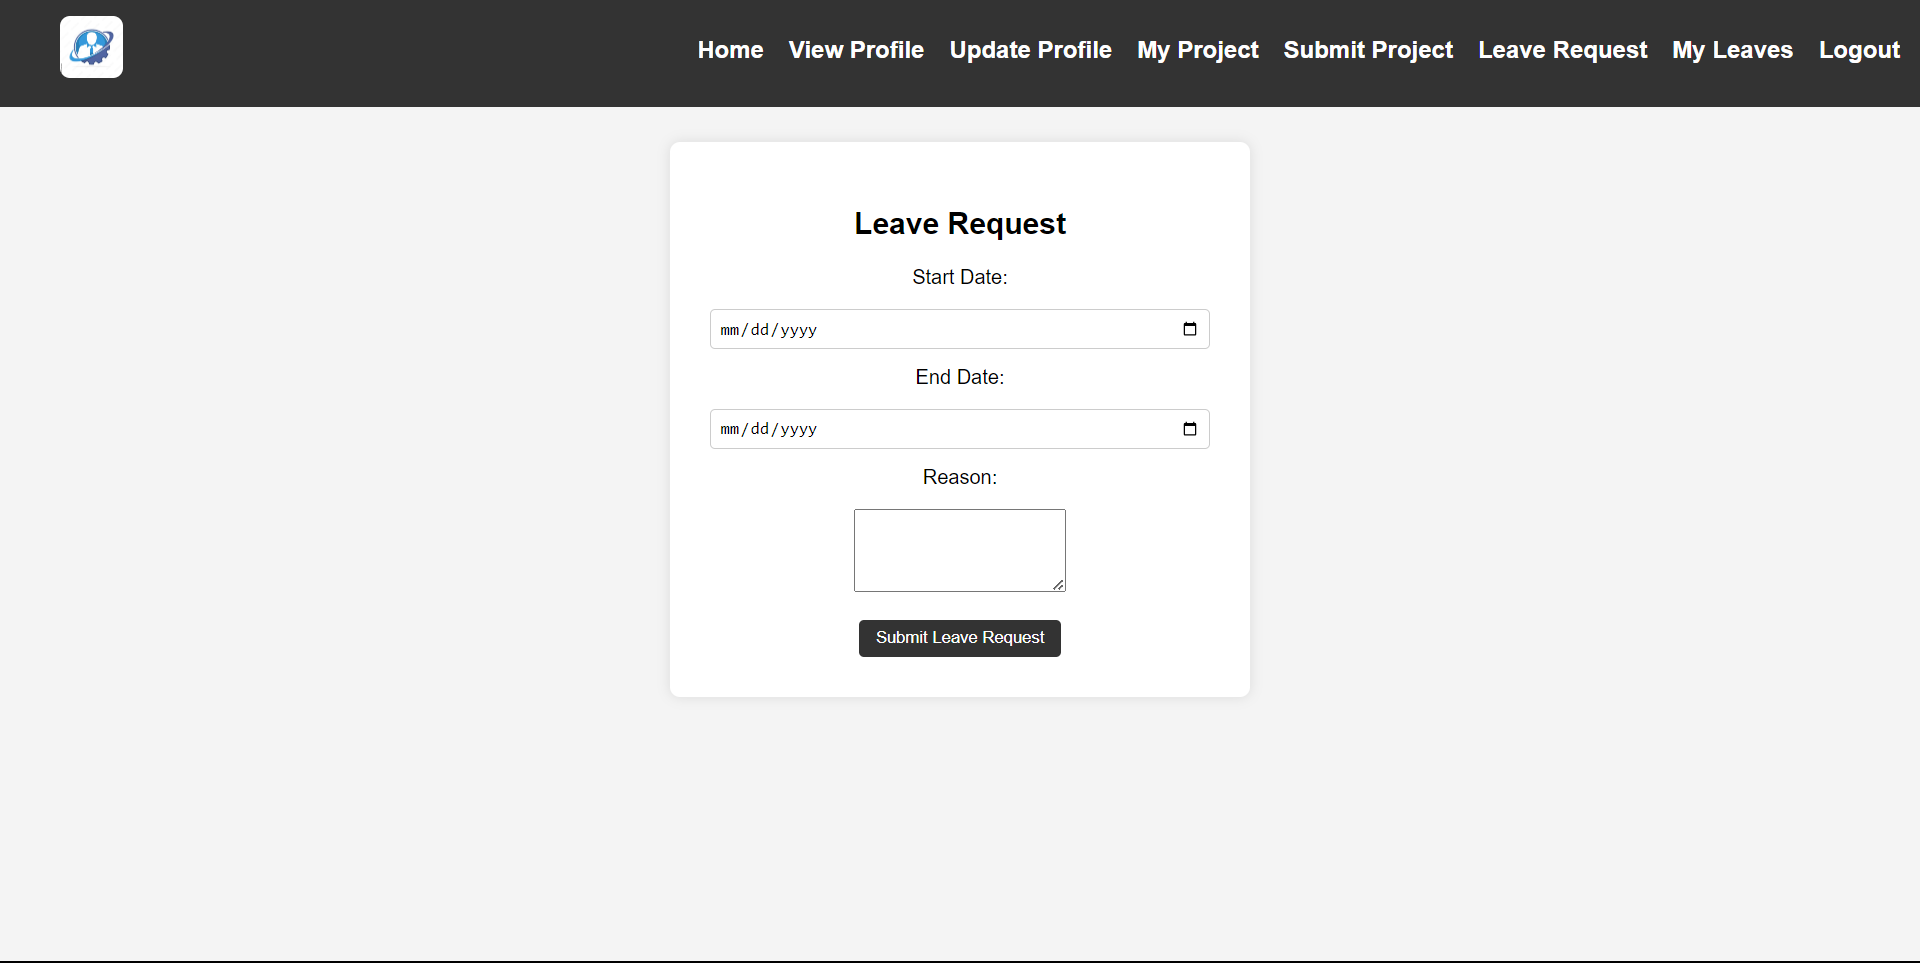 Home View Profile Update Profile My Project Submit Project Leave Request My Leaves Logout
Leave Request
Start Date:
mm/dd/yyyy
End Date:
mm/dd/yyyy
Reason:
Submit Leave Request